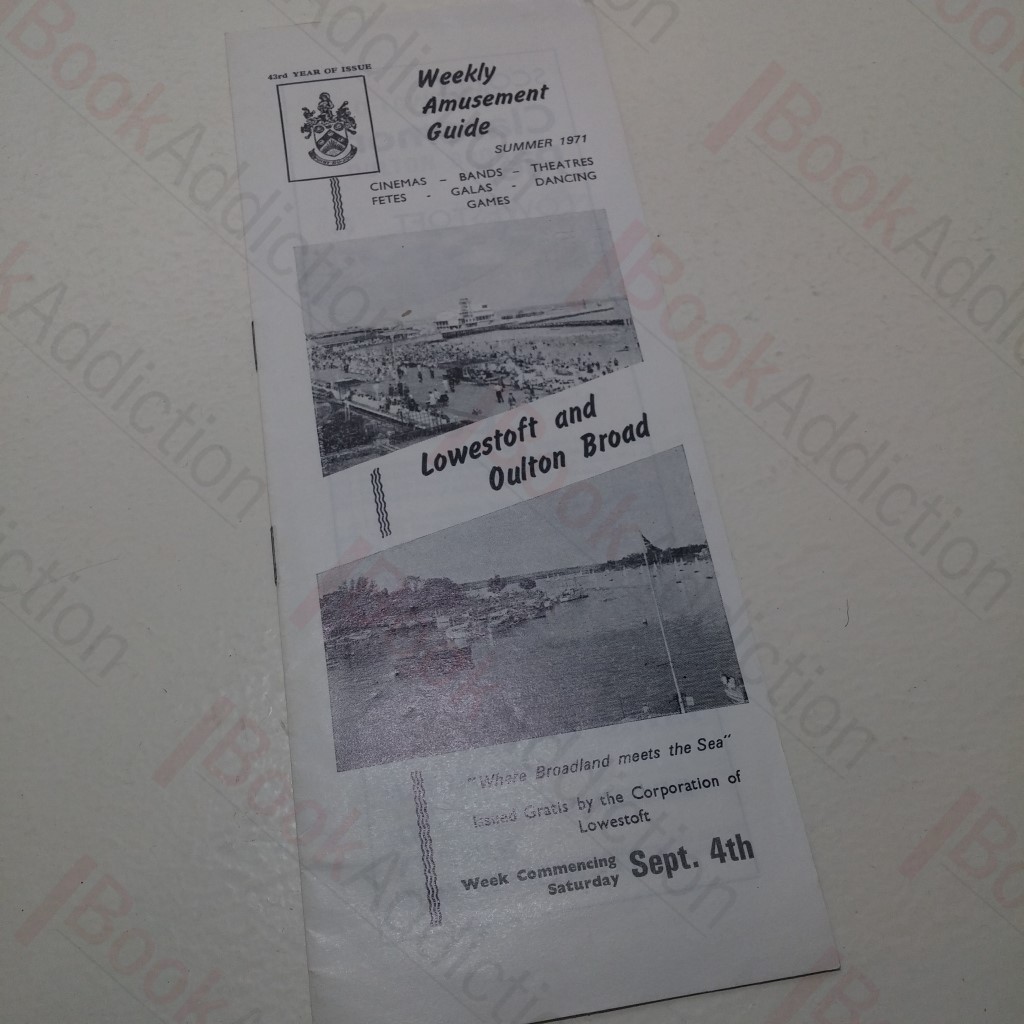 43rd YEAR OF ISSUE
Weekly
Amusement
Guide
SUMMER 1971
CINEMAS – BANDS – THEATRES
FETES - GALAS - DANCING
GAMES
Lowestoft and
Oulton Broad
"Where Broadland meets the Sea"
Issued Gratis by the Corporation of
Lowestoft
Week Commencing
Saturday
Sept. 4th
BookAddiction